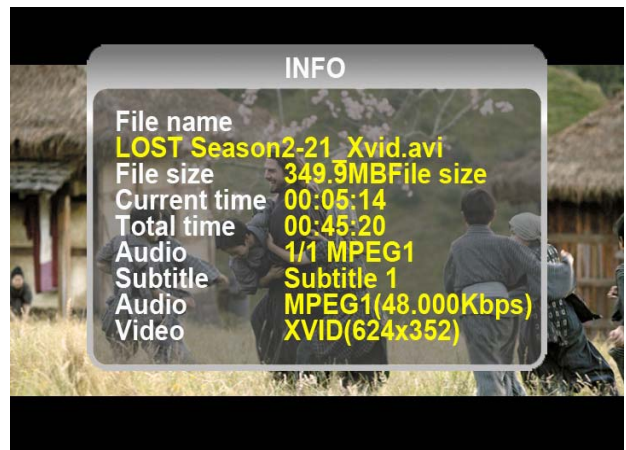 INFO
File name
LOST Season2-21_Xvid.avi
File size 349.9MBFile size
Current time 00:05:14
Total time 00:45:20
Audio 1/1 MPEG1
Subtitle Subtitle 1
Audio MPEG1(48.000Kbps)
Video XVID(624x352)